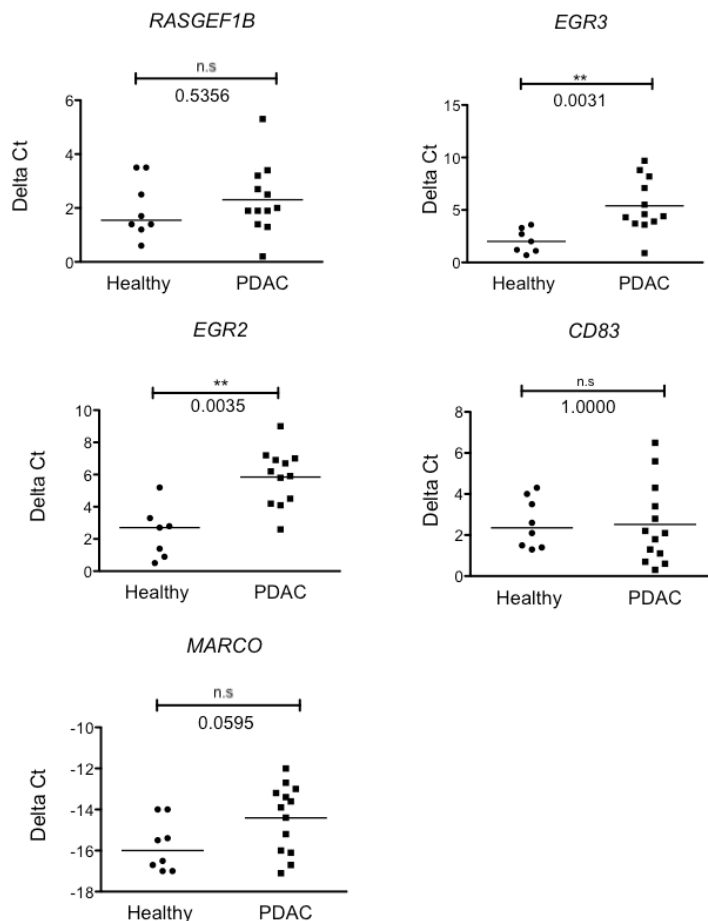 RASGEF1B
n.s
0.5356
Delta Ct
6
4
2
0
Healthy PDAC
EGR3
**
0.0031
Delta Ct
15
10
5
0
Healthy PDAC
EGR2
**
0.0035
Delta Ct
10
8
6
4
2
0
Healthy PDAC
CD83
n.s
1.0000
Delta Ct
8
6
4
2
0
Healthy PDAC
MARCO
n.s
0.0595
Delta Ct
-10
-12
-14
-16
-18
Healthy PDAC